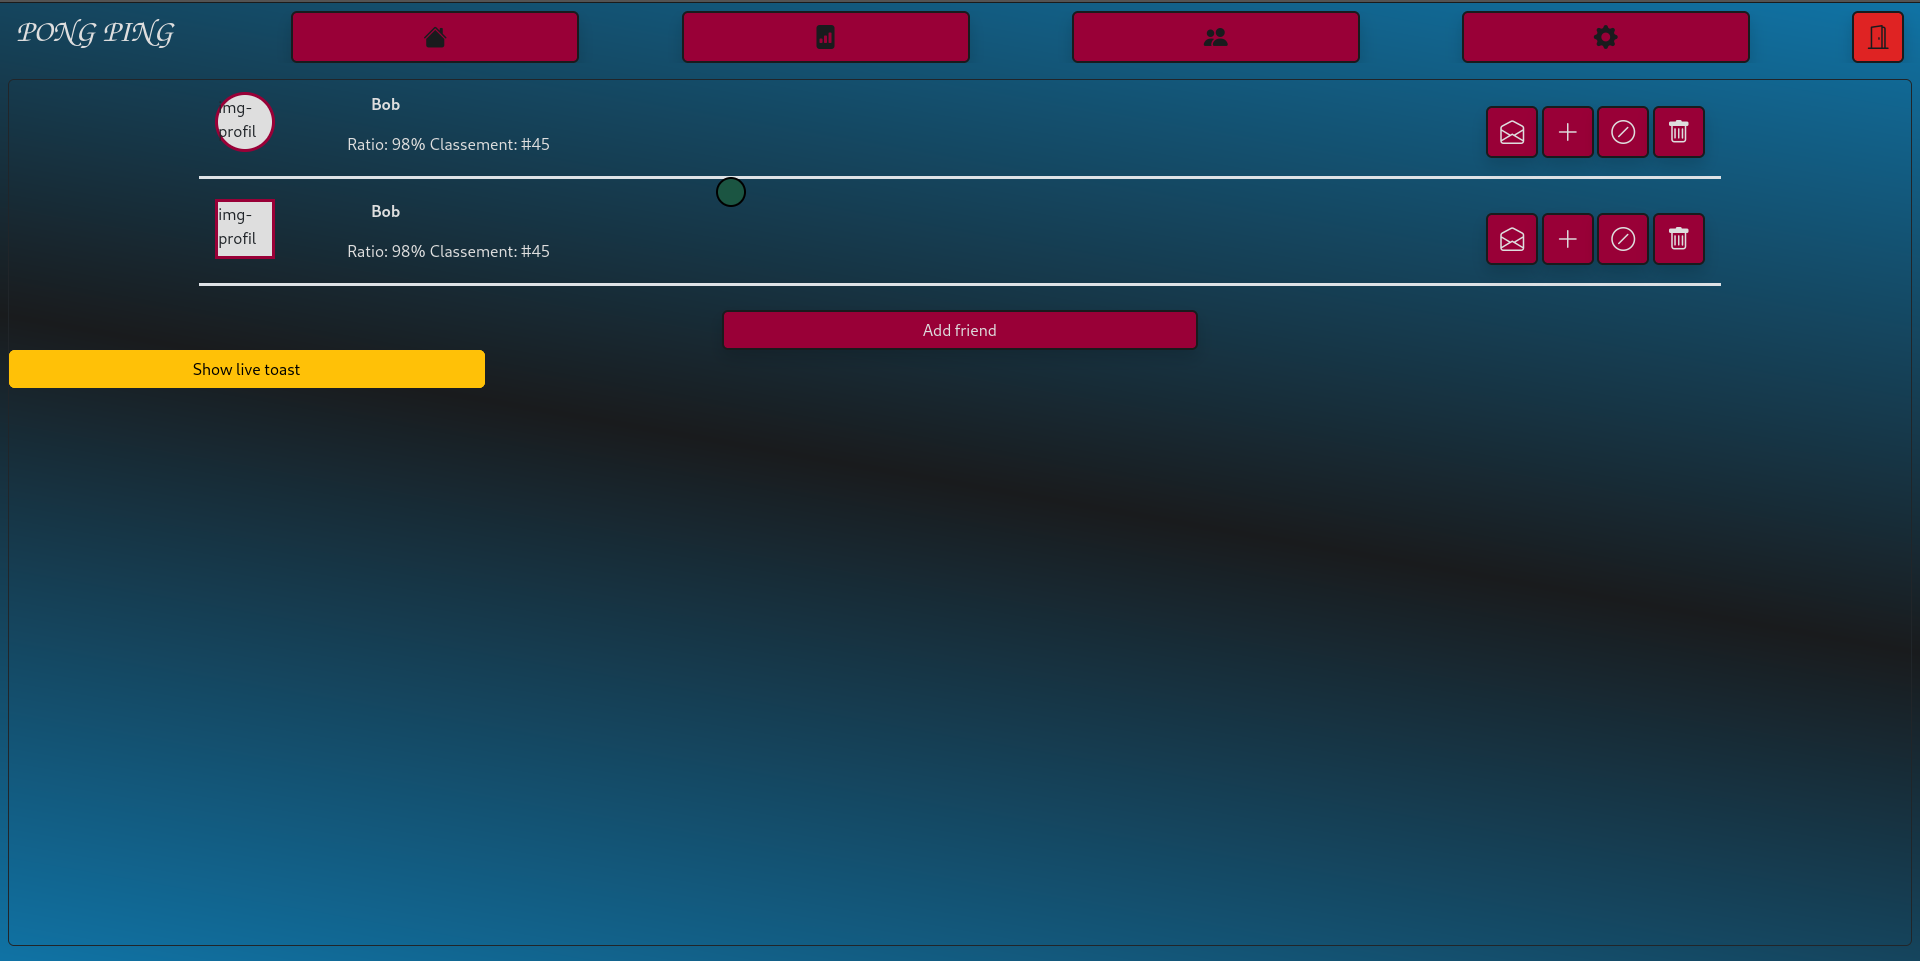 PONG PING
img-
profil
Bob
Ratio: 98% Classement: #45
img-
profil
Bob
Ratio: 98% Classement: #45
Add friend
Show live toast